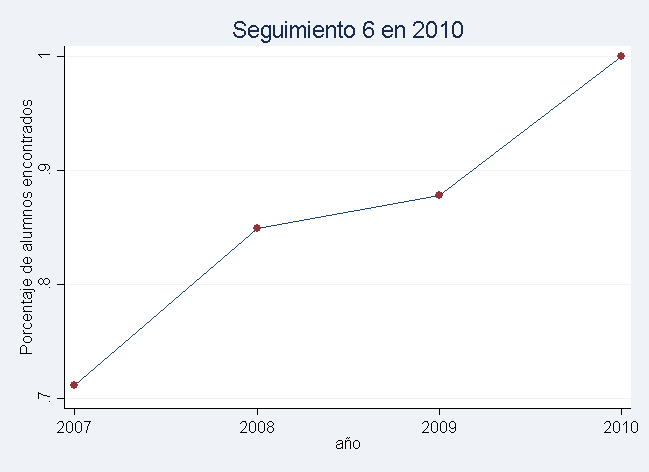 Seguimiento 6 en 2010
Porcentaje de alumnos encontrados
1
.9
.8
.7
2007 2008 2009 2010
año